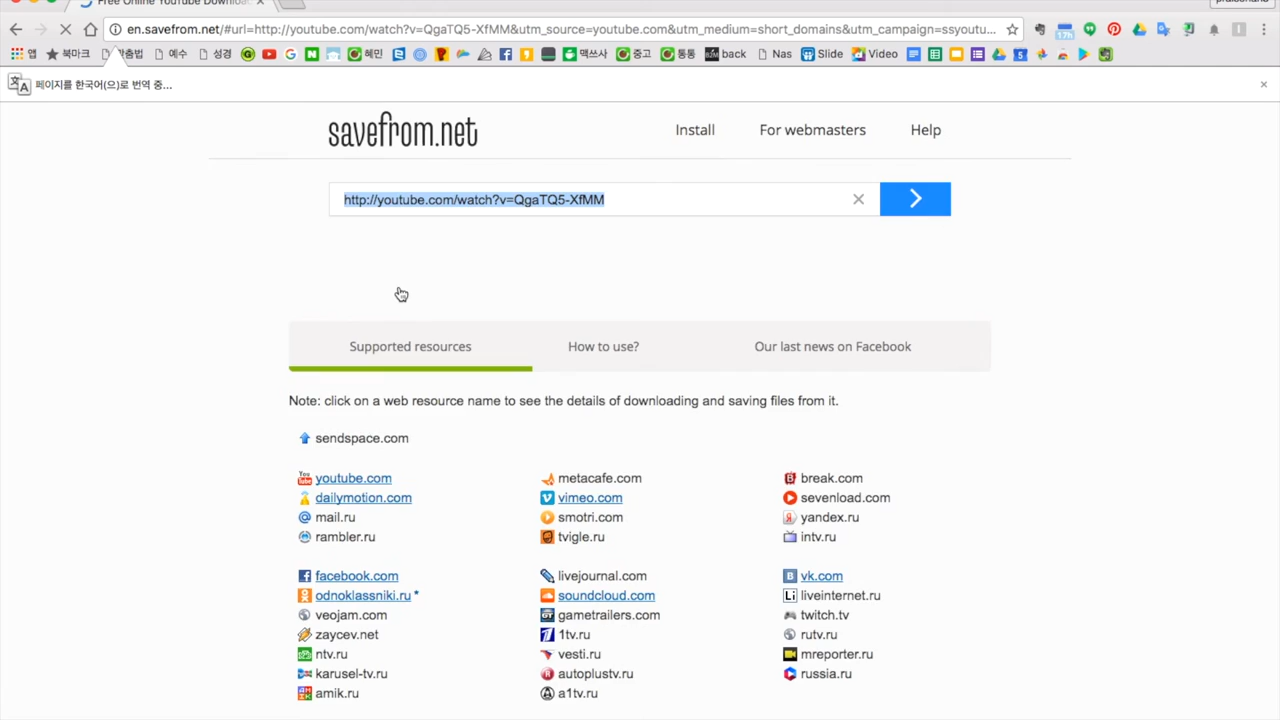 Free Online YouTube Downloa
en.savefrom.net/#url=http://youtube.com/watch?v=QgaTQ5-XfMM&utm_source=youtube.com&utm_medium=short_domains&utm_campaign=ssyoutu...
17h
앱 북마크 예수 성경 혜민 맥쓰사 중고 통통 back Nas Slide Video
페이지를 한국어(으)로 번역 중...
savefrom.net Install For webmasters Help
http://youtube.com/watch?v=QgaTQ5-XfMM
Supported resources How to use? Our last news on Facebook
Note: click on a web resource name to see the details of downloading and saving files from it.
sendspace.com
youtube.com metacafe.com break.com
dailymotion.com vimeo.com sevenload.com
mail.ru smotri.com yandex.ru
rambler.ru tvigle.ru intv.ru
facebook.com livejournal.com vk.com
odnoklassniki.ru * soundcloud.com liveinternet.ru
veojam.com gametrailers.com twitch.tv
zaycev.net 1tv.ru rutv.ru
ntv.ru vesti.ru mreporter.ru
karusel-tv.ru autoplustv.ru russia.ru
amik.ru a1tv.ru